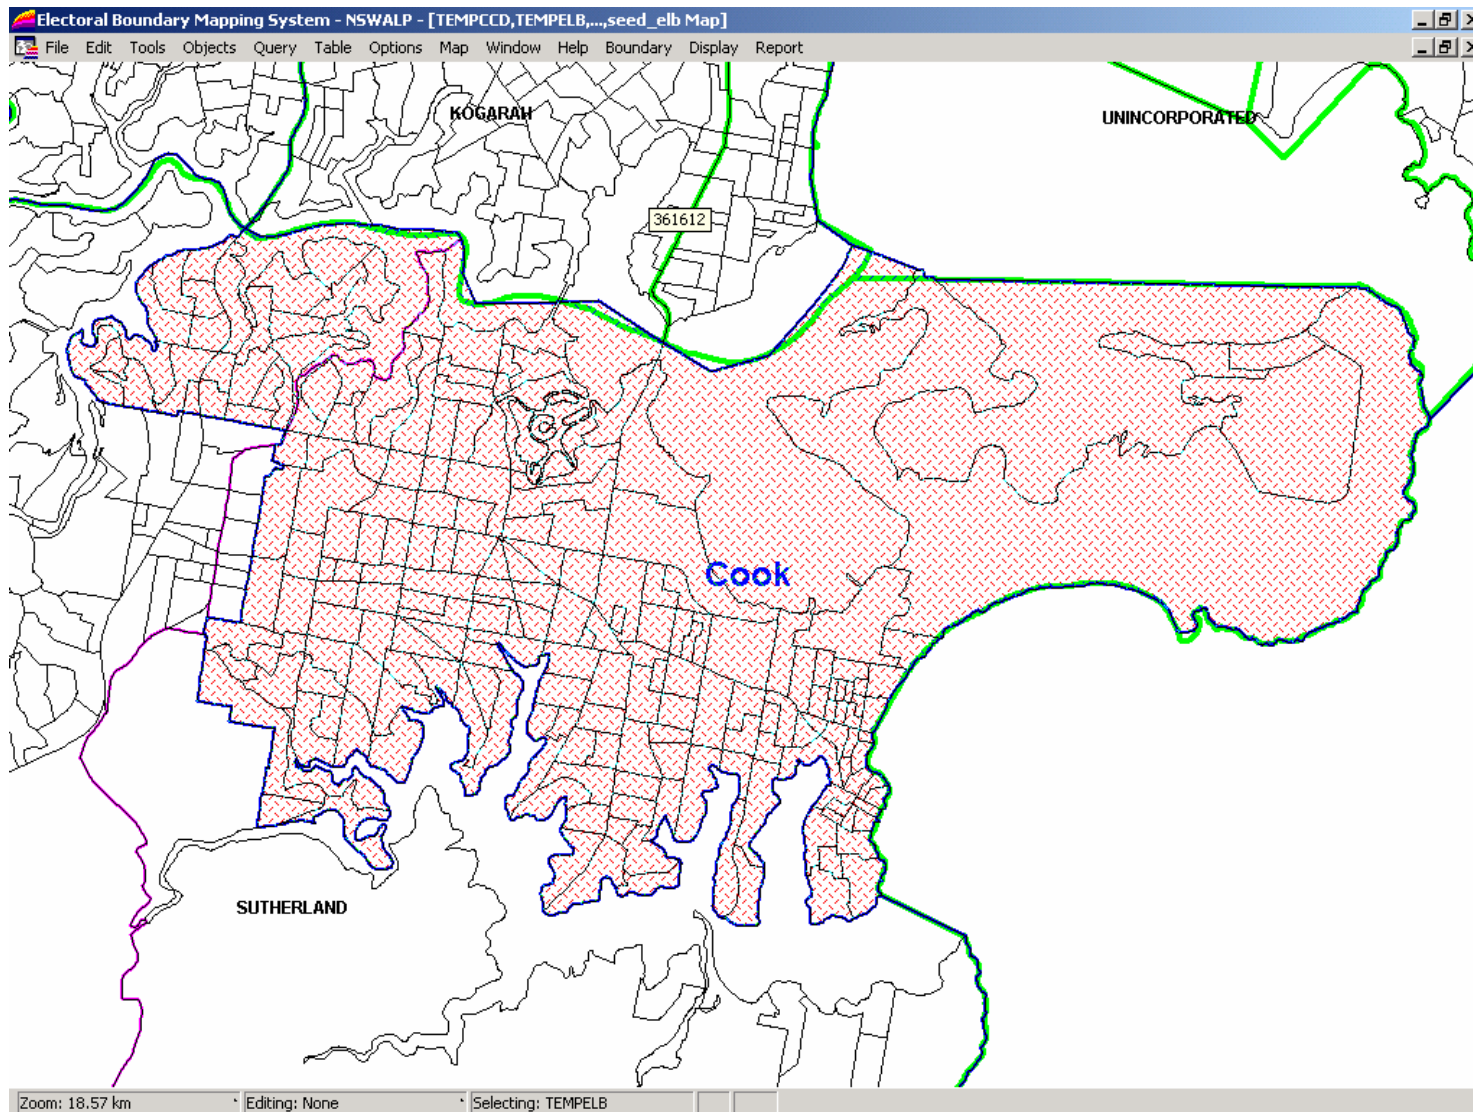 Electoral Boundary Mapping System - NSWALP - [TEMPCCD,TEMPELB,...,seed_elb Map]
File Edit Tools Objects Query Table Options Map Window Help Boundary Display Report
KOGARAH
UNINCORPORATED
361612
Cook
SUTHERLAND
Zoom: 18.57 km Editing: None Selecting: TEMPELB